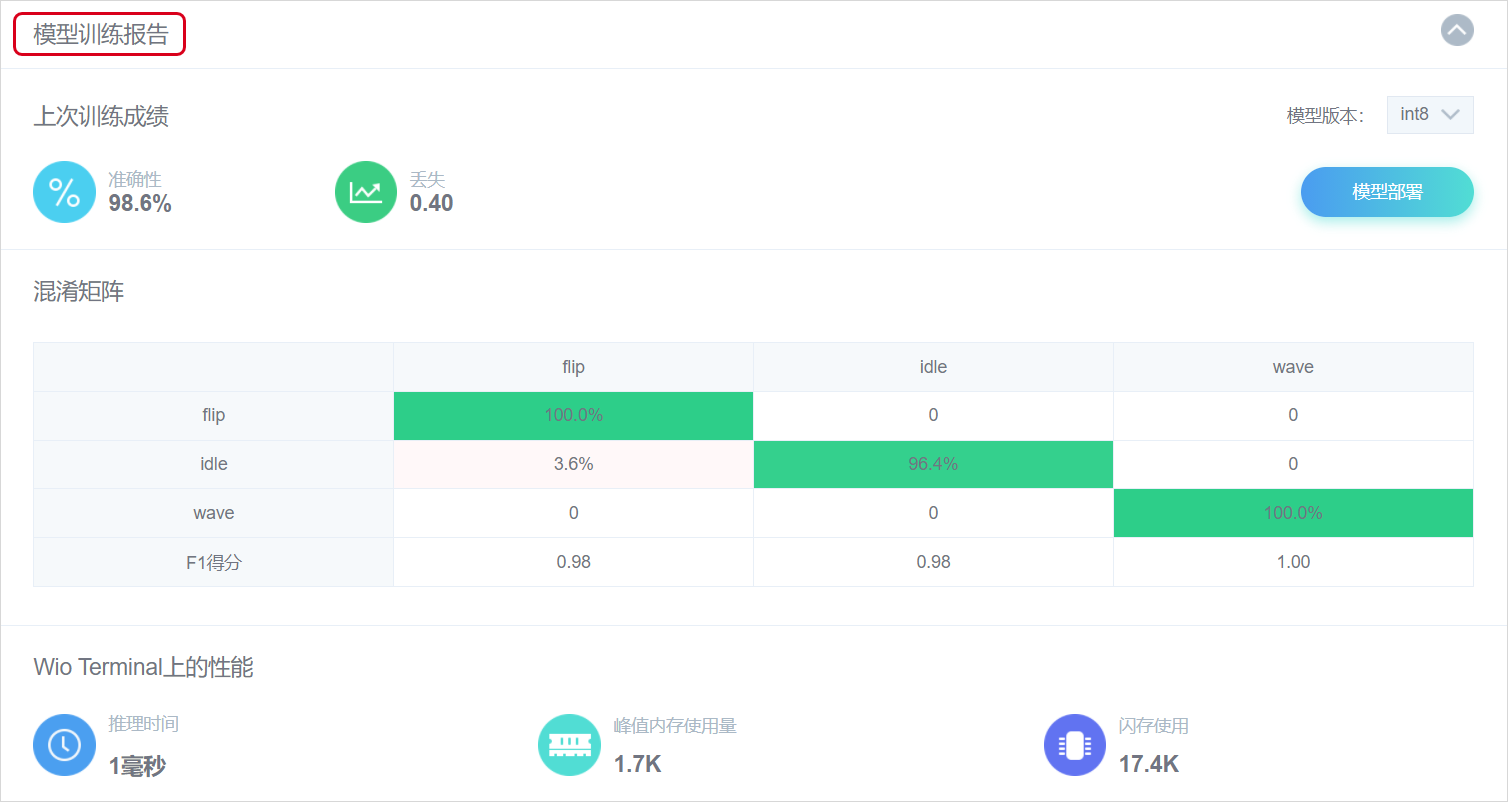 模型训练报告
上次训练成绩
模型版本：
int8
准确性
98.6%
丢失
0.40
模型部署
混淆矩阵
flip idle wave
flip 100.0% 0 0
idle 3.6% 96.4% 0
wave 0 0 100.0%
F1得分 0.98 0.98 1.00
Wio Terminal上的性能
推理时间
1毫秒
峰值内存使用量
1.7K
闪存使用
17.4K